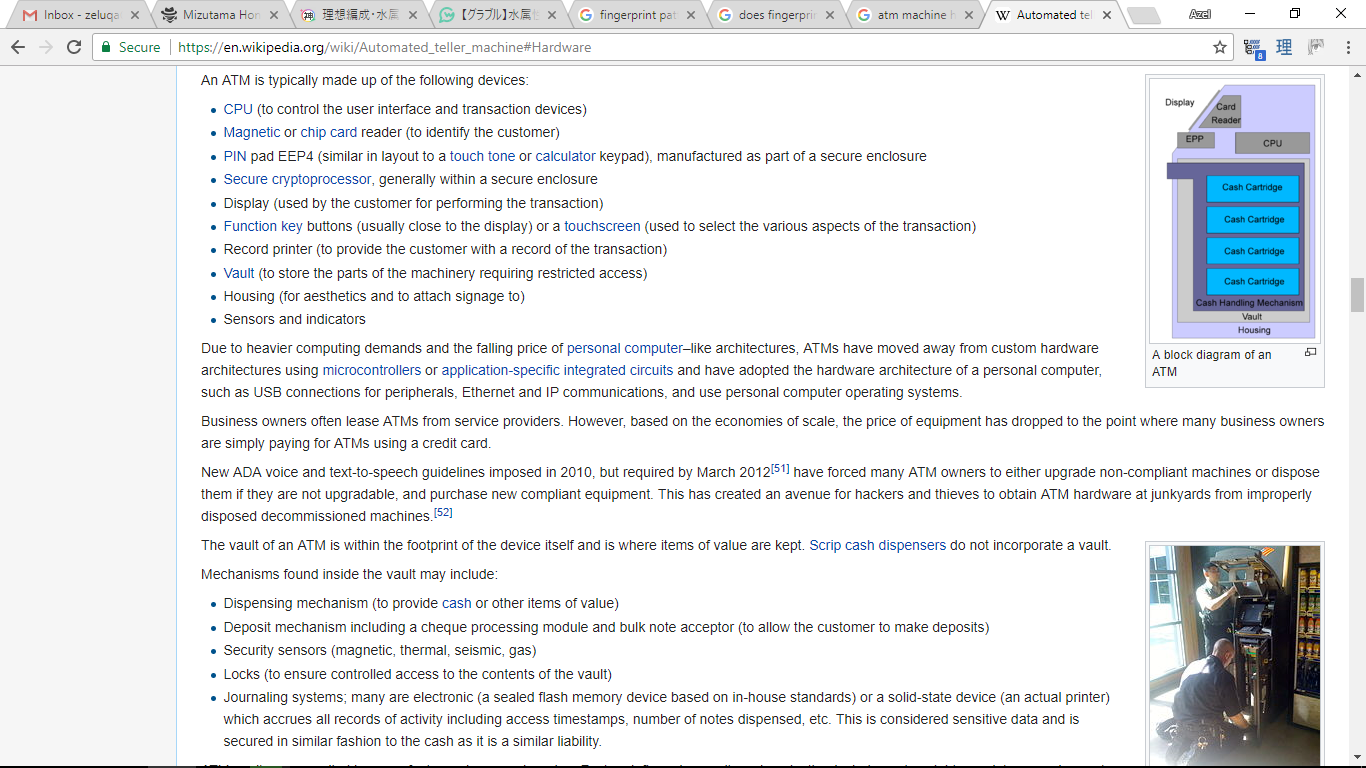 Inbox - zeluqa
Mizutama Hon
理想編成・水属
【グラブル】水属性
fingerprint pat
does fingerprin
atm machine h
Automated tel
Azel
Secure
https://en.wikipedia.org/wiki/Automated_teller_machine#Hardware
8
理
An ATM is typically made up of the following devices:
CPU (to control the user interface and transaction devices)
Magnetic or chip card reader (to identify the customer)
PIN pad EEP4 (similar in layout to a touch tone or calculator keypad), manufactured as part of a secure enclosure
Secure cryptoprocessor, generally within a secure enclosure
Display (used by the customer for performing the transaction)
Function key buttons (usually close to the display) or a touchscreen (used to select the various aspects of the transaction)
Record printer (to provide the customer with a record of the transaction)
Vault (to store the parts of the machinery requiring restricted access)
Housing (for aesthetics and to attach signage to)
Sensors and indicators
Display
Card
Reader
EPP
CPU
Cash Cartridge
Cash Cartridge
Cash Cartridge
Cash Cartridge
Cash Handling Mechanism
Vault
Housing
A block diagram of an
ATM
Due to heavier computing demands and the falling price of personal computer–like architectures, ATMs have moved away from custom hardware
architectures using microcontrollers or application-specific integrated circuits and have adopted the hardware architecture of a personal computer,
such as USB connections for peripherals, Ethernet and IP communications, and use personal computer operating systems.
Business owners often lease ATMs from service providers. However, based on the economies of scale, the price of equipment has dropped to the point where many business owners
are simply paying for ATMs using a credit card.
New ADA voice and text-to-speech guidelines imposed in 2010, but required by March 2012[51] have forced many ATM owners to either upgrade non-compliant machines or dispose
them if they are not upgradable, and purchase new compliant equipment. This has created an avenue for hackers and thieves to obtain ATM hardware at junkyards from improperly
disposed decommissioned machines.[52]
The vault of an ATM is within the footprint of the device itself and is where items of value are kept. Scrip cash dispensers do not incorporate a vault.
Mechanisms found inside the vault may include:
Dispensing mechanism (to provide cash or other items of value)
Deposit mechanism including a cheque processing module and bulk note acceptor (to allow the customer to make deposits)
Security sensors (magnetic, thermal, seismic, gas)
Locks (to ensure controlled access to the contents of the vault)
Journaling systems; many are electronic (a sealed flash memory device based on in-house standards) or a solid-state device (an actual printer)
which accrues all records of activity including access timestamps, number of notes dispensed, etc. This is considered sensitive data and is
secured in similar fashion to the cash as it is a similar liability.